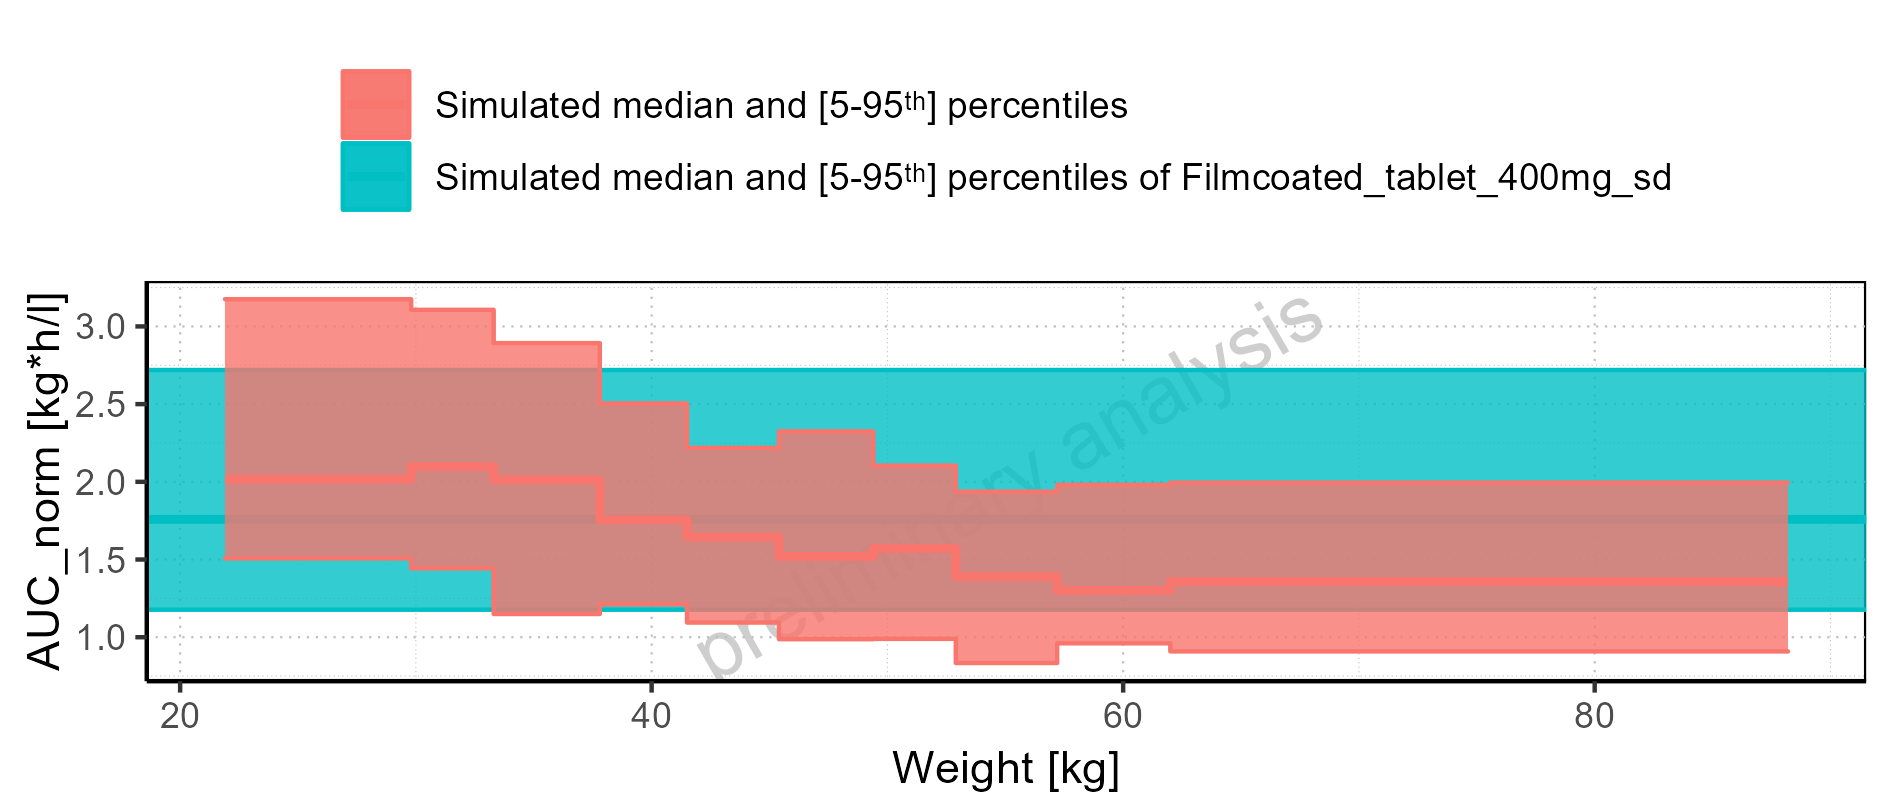 Simulated median and [5-95th] percentiles
Simulated median and [5-95th] percentiles of Filmcoated_tablet_400mg_sd
AUC_norm [kg*h/l]
3.0
2.5
2.0
1.5
1.0
preliminary analysis
20 40 60 80
Weight [kg]